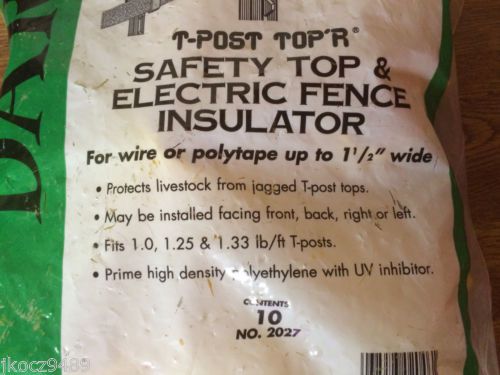 T-POST TOP'R®
SAFETY TOP &
ELECTRIC FENCE
INSULATOR
For wire or polytape up to 1 1/2" wide
• Protects livestock from jagged T-post tops.
• May be installed facing front, back, right or left.
• Fits 1.0, 1.25 & 1.33 lb/ft T-posts.
• Prime high density polyethylene with UV inhibitor.
CONTENTS
10
NO. 2027
jkocz9489